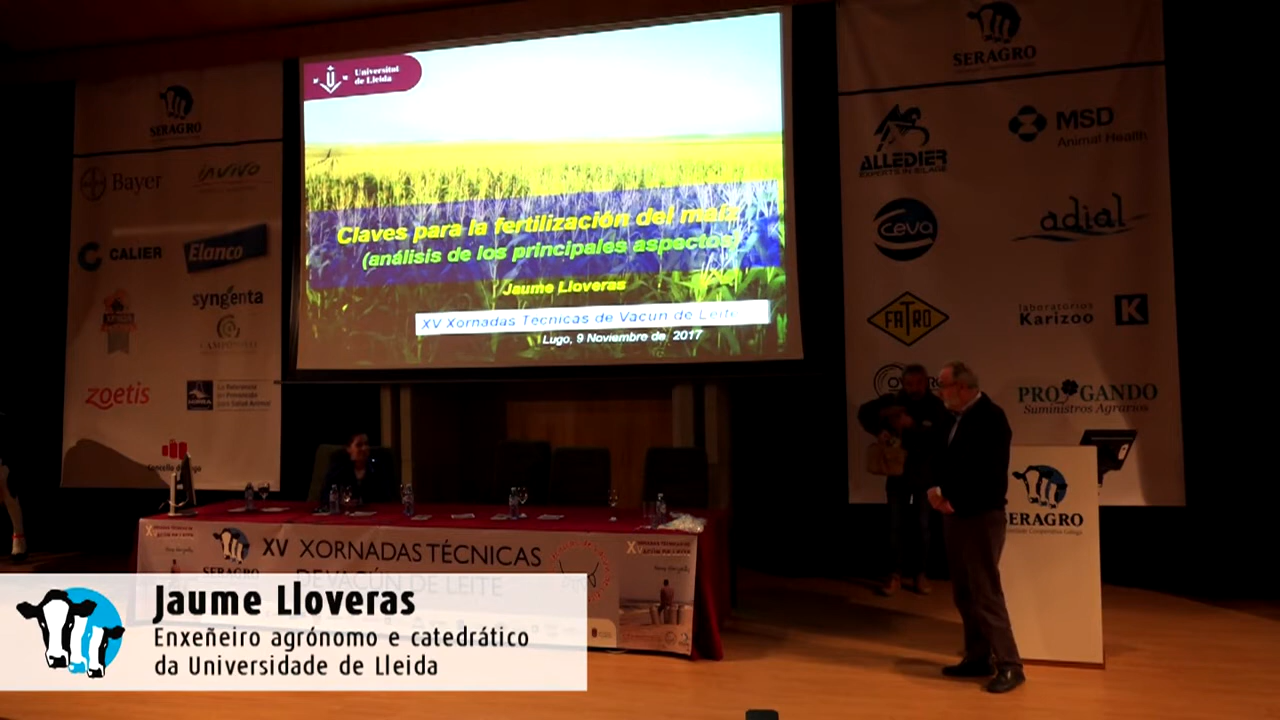 Universitat
de Lleida
Claves para la fertilización del maíz
(análisis de los principales aspectos)
Jaume Lloveras
XV Xornadas Técnicas de Vacun de Leite
Lugo, 9 Noviembre de 2017
SERAGRO
Bayer
invivo
CALIER
Elanco
syngenta
zoetis
SERAGRO
ALLEDIER
EXPERTS IN SILAGE
MSD
Animal Health
ceva
adial
FATRO
laboratorios
Karizoo
K
PROYGANDO
Suministros Agrarios
SERAGRO
SERAGRO
XV XORNADAS TÉCNICAS
DE VACÚN DE LEITE
Jaume Lloveras
Enxeñeiro agrónomo e catedrático
da Universidade de Lleida